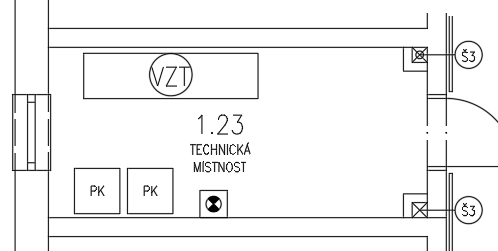 Š3
VZT
1.23
TECHNICKÁ
MÍSTNOST
PK
PK
Š3